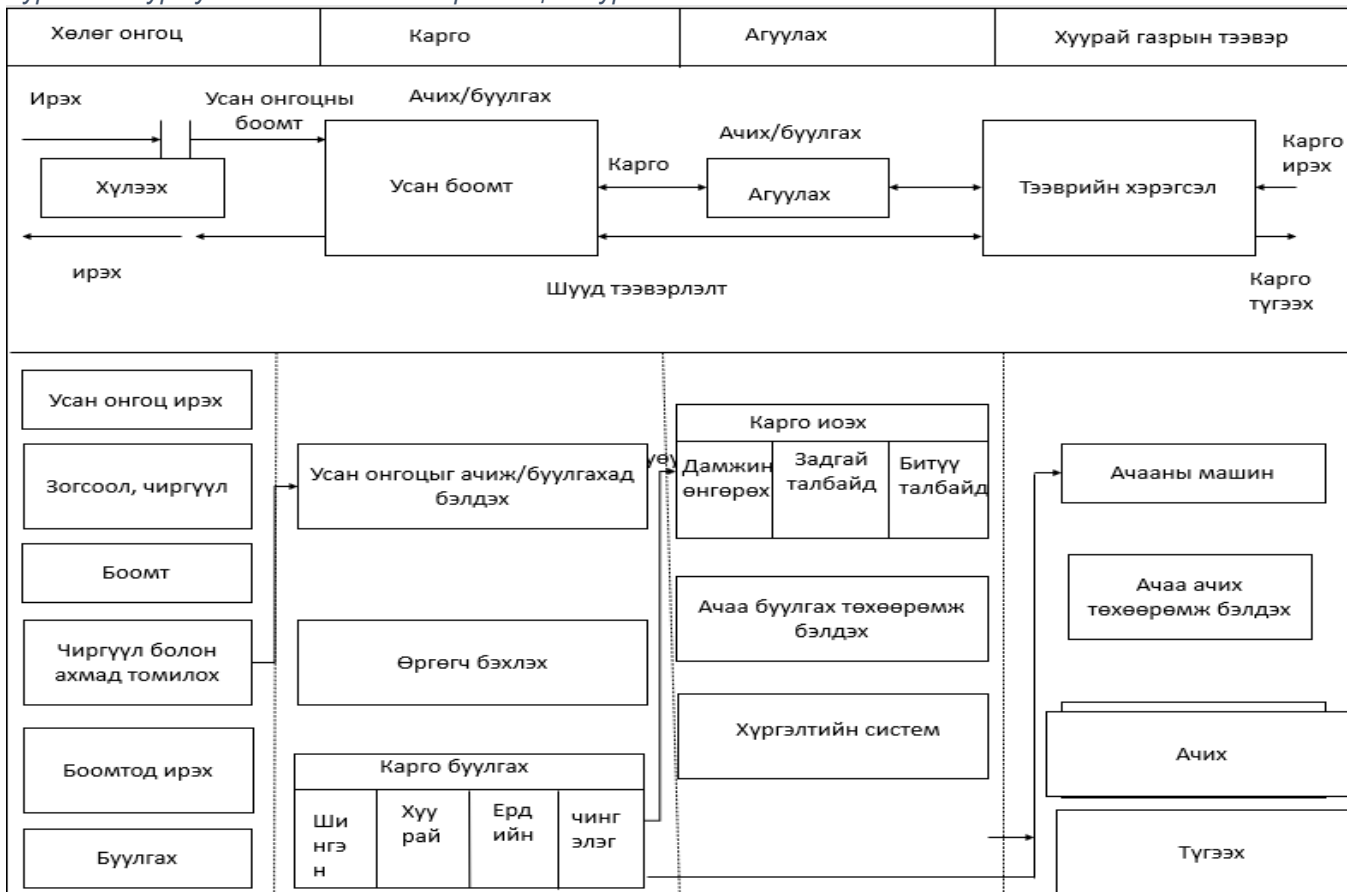 Хөлөг онгоц
Карго
Агуулах
Хуурай газрын тээвэр
Ирэх
Усан онгоцны
боомт
Ачих/буулгах
Хүлээх
Усан боомт
Карго
Ачих/буулгах
Агуулах
Тээврийн хэрэгсэл
Карго
ирэх
ирэх
Шууд тээвэрлэлт
Карго
түгээх
Усан онгоц ирэх
Зогсоол, чиргүүл
Боомт
Чиргүүл болон
ахмад томилох
Боомтод ирэх
Буулгах
Усан онгоцыг ачиж/буулгахад
бэлдэх
Өргөгч бэхлэх
Карго буулгах
Ши
нгэ
н
Хуу
рай
Ерд
ийн
чинг
элэг
Карго иоэх
Дамжин
өнгөрөх
Задгай
талбайд
Битүү
талбайд
Ачаа буулгах төхөөрөмж
бэлдэх
Хүргэлтийн систем
Ачааны машин
Ачаа ачих
төхөөрөмж бэлдэх
Ачих
Түгээх